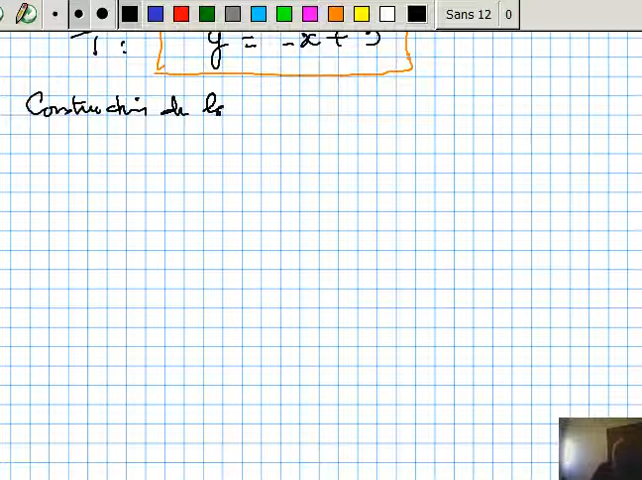 Sans 12 0
T : y = -x + 3
Construction de la